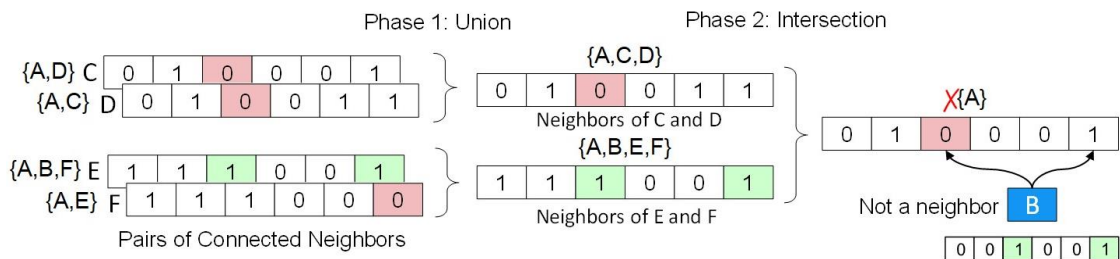 Phase 1: Union
Phase 2: Intersection
{A,D} C 0 1 0 0 0 1
{A,C} D 0 1 0 0 1 1
{A,C,D}
0 1 0 0 1 1
Neighbors of C and D
{A,B,F} E 1 1 1 0 0 1
{A,E} F 1 1 1 0 0 0
Pairs of Connected Neighbors
{A,B,E,F}
1 1 1 0 0 1
Neighbors of E and F
X{A}
0 1 0 0 0 1
Not a neighbor B
0 0 1 0 0 1